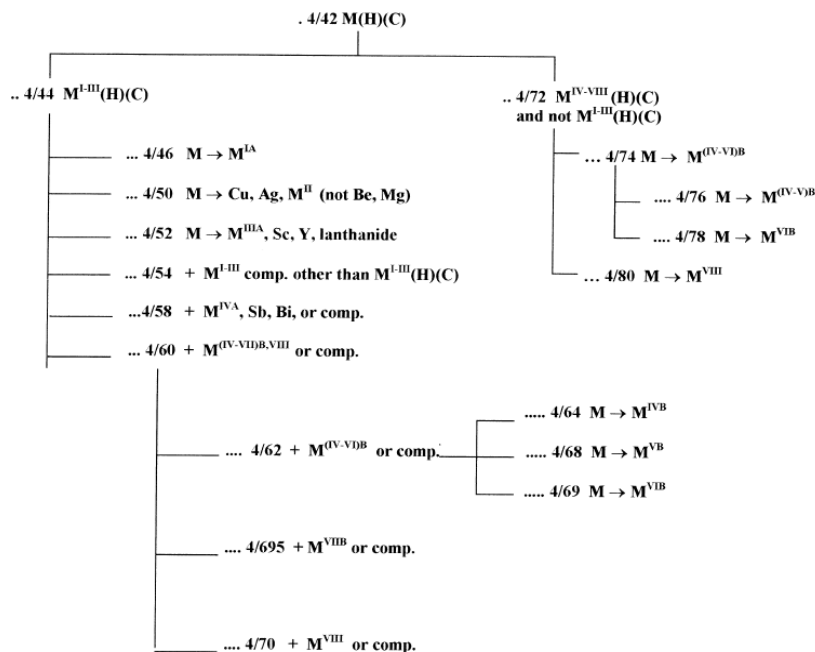 . 4/42 M(H)(C)
.. 4/44 M^I-III(H)(C)
... 4/46 M → M^IA
... 4/50 M → Cu, Ag, M^II (not Be, Mg)
... 4/52 M → M^IIIA, Sc, Y, lanthanide
... 4/54 + M^I-III comp. other than M^I-III(H)(C)
...4/58 + M^IVA, Sb, Bi, or comp.
... 4/60 + M^(IV-VII)B,VIII or comp.
.... 4/62 + M^(IV-VI)B or comp.
..... 4/64 M → M^IVB
..... 4/68 M → M^VB
..... 4/69 M → M^VIB
.... 4/695 + M^VIIB or comp.
.... 4/70 + M^VIII or comp.
.. 4/72 M^IV-VIII(H)(C)
and not M^I-III(H)(C)
... 4/74 M → M^(IV-VI)B
.... 4/76 M → M^(IV-V)B
.... 4/78 M → M^VIB
... 4/80 M → M^VIII